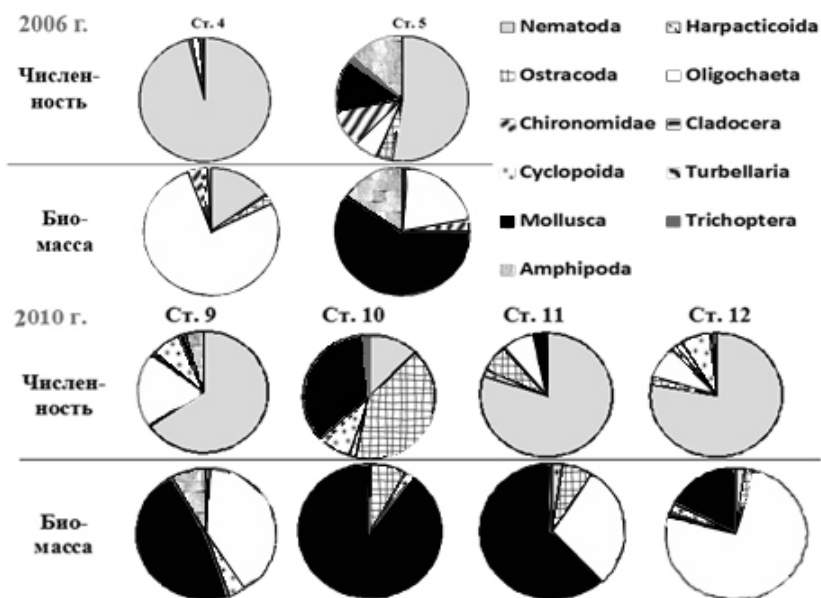 2006 г.
Ст. 4
Ст. 5
Числен-
ность
Био-
масса
Nematoda
Harpacticoida
Ostracoda
Oligochaeta
Chironomidae
Cladocera
Cyclopoida
Turbellaria
Mollusca
Trichoptera
Amphipoda
2010 г.
Ст. 9
Ст. 10
Ст. 11
Ст. 12
Числен-
ность
Био-
масса